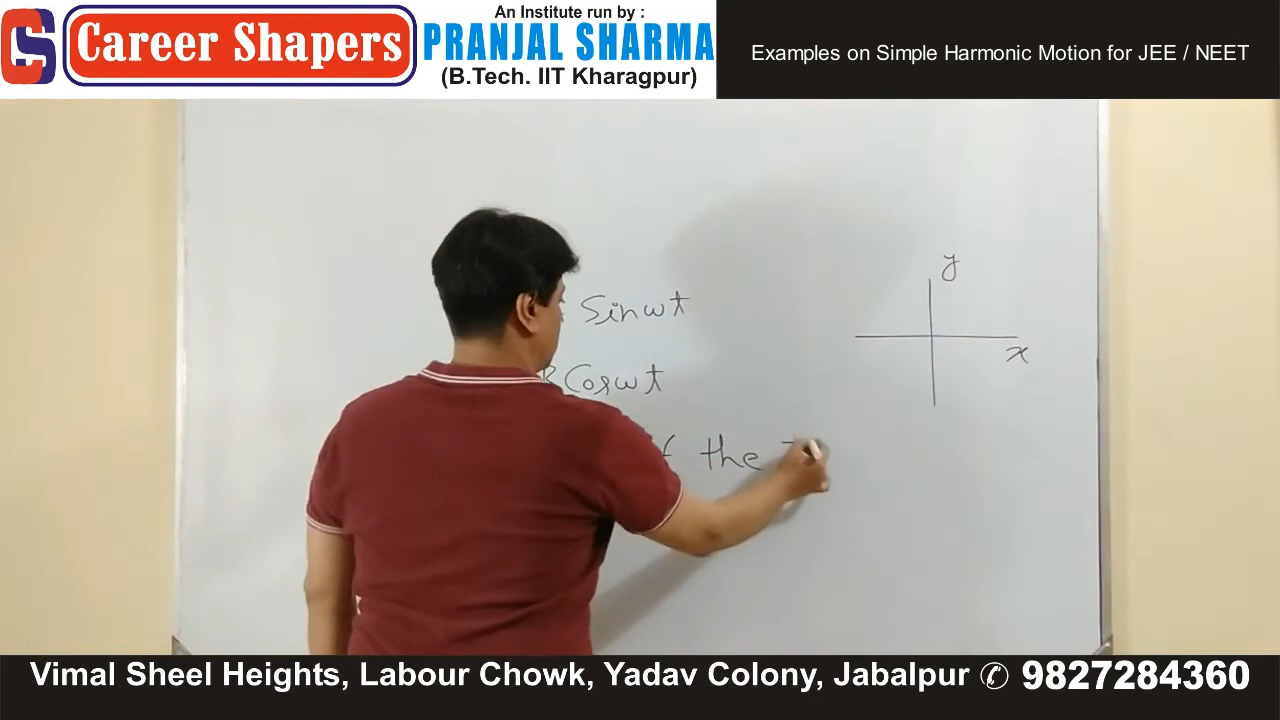 An Institute run by :
CS Career Shapers
PRANJAL SHARMA
(B.Tech. IIT Kharagpur)
Examples on Simple Harmonic Motion for JEE / NEET
y
Sinωt
x
B Cosωt
the
Vimal Sheel Heights, Labour Chowk, Yadav Colony, Jabalpur ✆ 9827284360